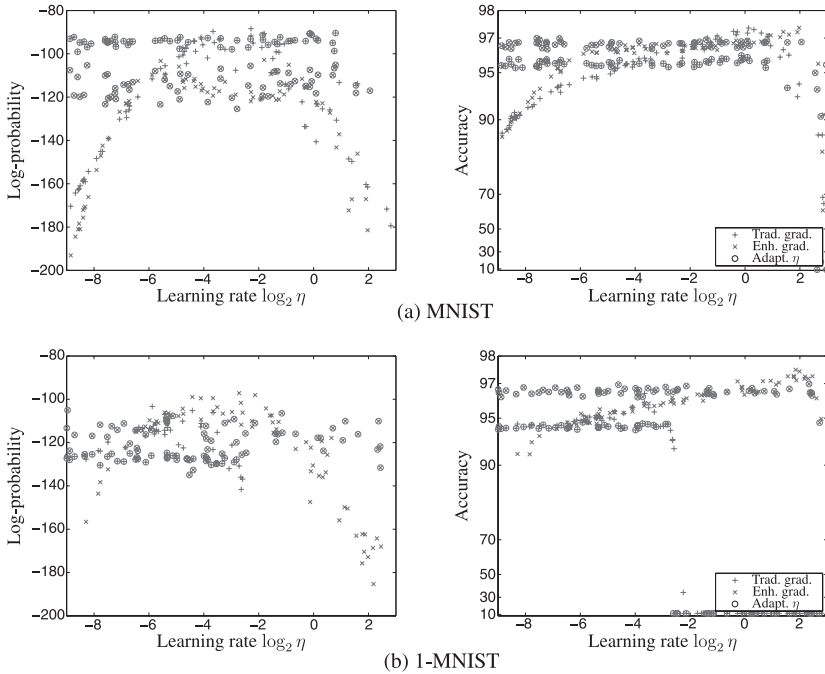 −80
−100
−120
−140
−160
−180
−200
Log-probability
−8 −6 −4 −2 0 2
Learning rate log₂ η
98
97
95
90
70
50
30
10
Accuracy
+ Trad. grad.
× Enh. grad.
Adapt. η
−8 −6 −4 −2 0 2
Learning rate log₂ η
(a) MNIST
−80
−100
−120
−140
−160
−180
−200
Log-probability
−8 −6 −4 −2 0 2
Learning rate log₂ η
98
97
95
90
70
50
30
10
Accuracy
+ Trad. grad.
× Enh. grad.
Adapt. η
−8 −6 −4 −2 0 2
Learning rate log₂ η
(b) 1-MNIST